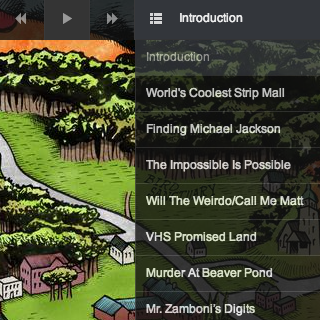 Introduction
Introduction
World's Coolest Strip Mall
Finding Michael Jackson
The Impossible Is Possible
Will The Weirdo/Call Me Matt
VHS Promised Land
Murder At Beaver Pond
Mr. Zamboni's Digits